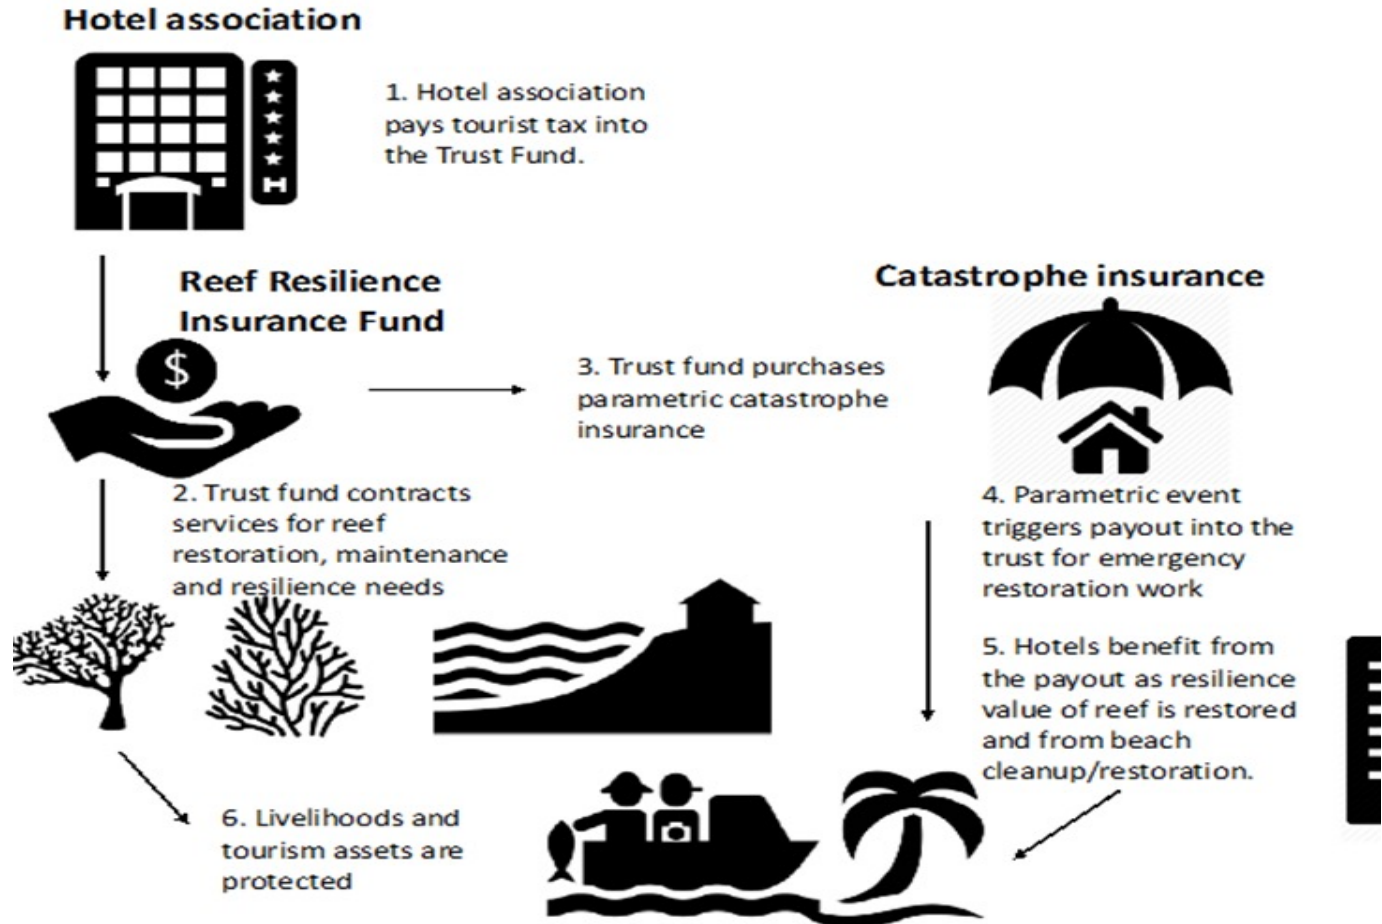 Hotel association
1. Hotel association
pays tourist tax into
the Trust Fund.
H
Reef Resilience
Insurance Fund
$
Catastrophe insurance
3. Trust fund purchases
parametric catastrophe
insurance
2. Trust fund contracts
services for reef
restoration, maintenance
and resilience needs
4. Parametric event
triggers payout into the
trust for emergency
restoration work
5. Hotels benefit from
the payout as resilience
value of reef is restored
and from beach
cleanup/restoration.
6. Livelihoods and
tourism assets are
protected